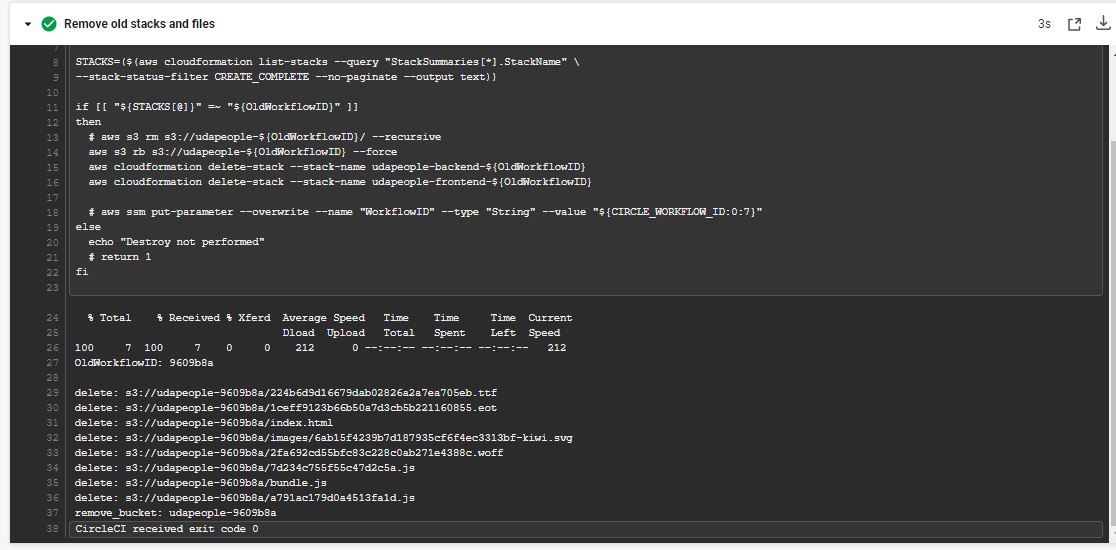 Remove old stacks and files 3s
7
8 STACKS=($(aws cloudformation list-stacks --query "StackSummaries[*].StackName" \
9 --stack-status-filter CREATE_COMPLETE --no-paginate --output text))
10
11 if [[ "${STACKS[@]}" =~ "${OldWorkflowID}" ]]
12 then
13 # aws s3 rm s3://udapeople-${OldWorkflowID}/ --recursive
14 aws s3 rb s3://udapeople-${OldWorkflowID} --force
15 aws cloudformation delete-stack --stack-name udapeople-backend-${OldWorkflowID}
16 aws cloudformation delete-stack --stack-name udapeople-frontend-${OldWorkflowID}
17
18 # aws ssm put-parameter --overwrite --name "WorkflowID" --type "String" --value "${CIRCLE_WORKFLOW_ID:0:7}"
19 else
20 echo "Destroy not performed"
21 # return 1
22 fi
23
24 % Total % Received % Xferd Average Speed Time Time Time Current
25 Dload Upload Total Spent Left Speed
26 100 7 100 7 0 0 212 0 --:--:-- --:--:-- --:--:-- 212
27 OldWorkflowID: 9609b8a
28
29 delete: s3://udapeople-9609b8a/224b6d9d16679dab02826a2a7ea705eb.ttf
30 delete: s3://udapeople-9609b8a/1ceff9123b66b50a7d3cb5b221160855.eot
31 delete: s3://udapeople-9609b8a/index.html
32 delete: s3://udapeople-9609b8a/images/6ab15f4239b7d187935cf6f4ec3313bf-kiwi.svg
33 delete: s3://udapeople-9609b8a/2fa692cd55bfc83c228c0ab271e4388c.woff
34 delete: s3://udapeople-9609b8a/7d234c755f55c47d2c5a.js
35 delete: s3://udapeople-9609b8a/bundle.js
36 delete: s3://udapeople-9609b8a/a791ac179d0a4513fa1d.js
37 remove_bucket: udapeople-9609b8a
38 CircleCI received exit code 0